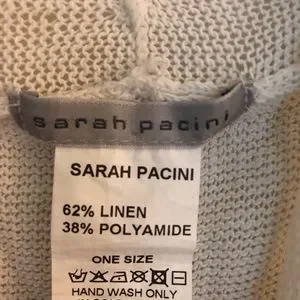 sarah pacini
SARAH PACINI
62% LINEN
38% POLYAMIDE
ONE SIZE
HAND WASH ONLY